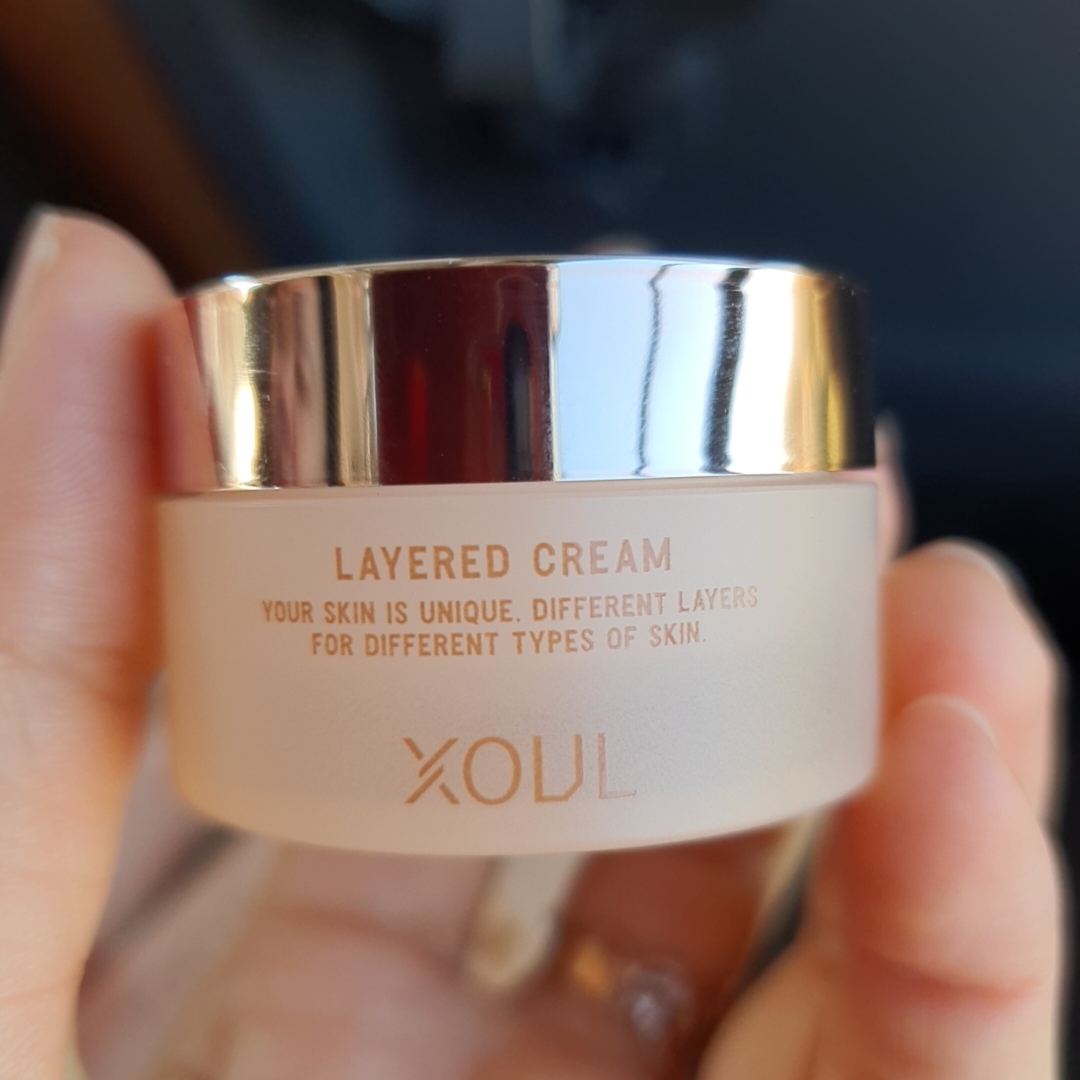 LAYERED CREAM
YOUR SKIN IS UNIQUE. DIFFERENT LAYERS
FOR DIFFERENT TYPES OF SKIN.
XOUL